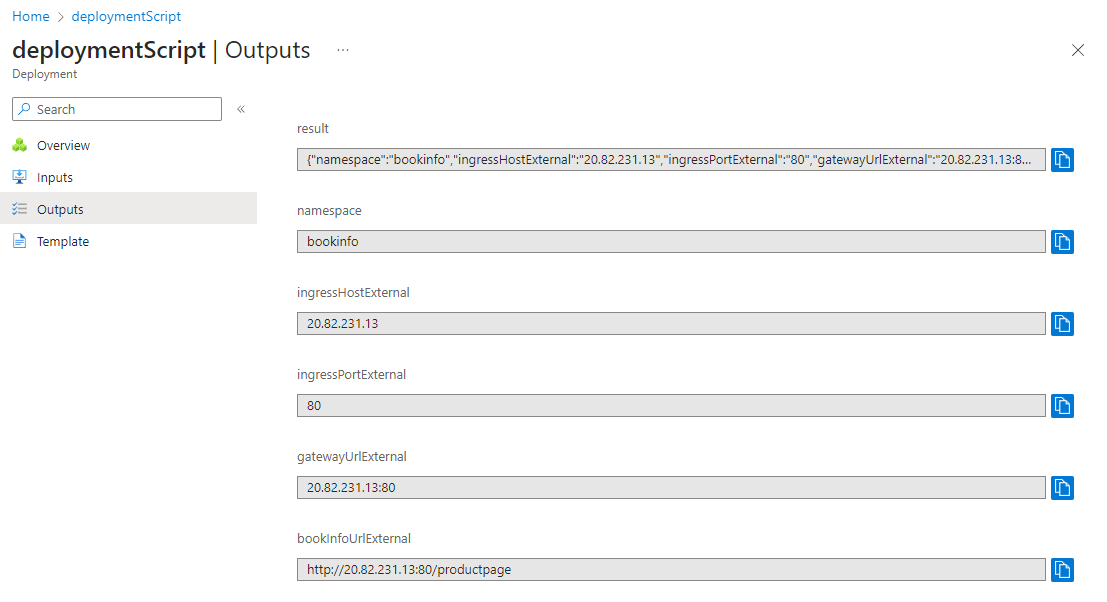 Home > deploymentScript
deploymentScript | Outputs ...
Deployment
Search «
Overview
Inputs
Outputs
Template
result
{"namespace":"bookinfo","ingressHostExternal":"20.82.231.13","ingressPortExternal":"80","gatewayUrlExternal":"20.82.231.13:8...
namespace
bookinfo
ingressHostExternal
20.82.231.13
ingressPortExternal
80
gatewayUrlExternal
20.82.231.13:80
bookInfoUrlExternal
http://20.82.231.13:80/productpage